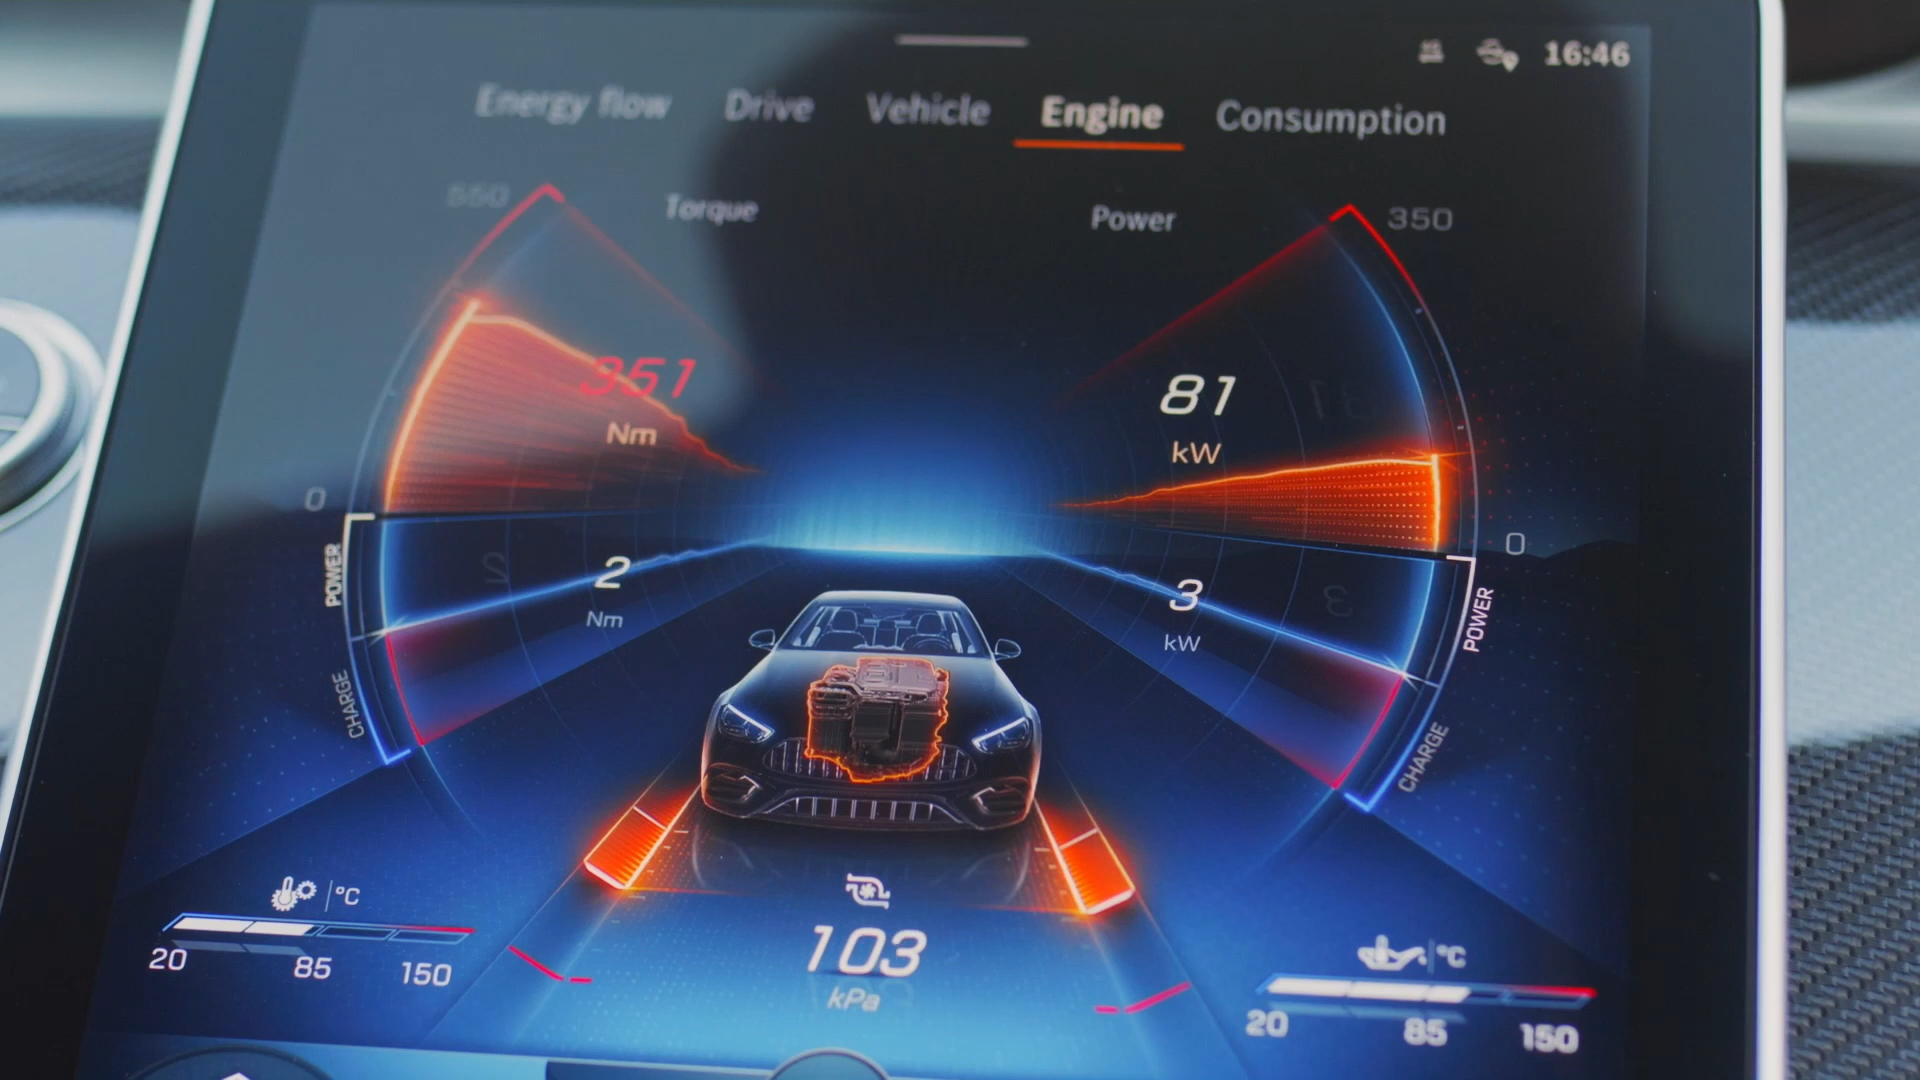 16:46
Energy flow Drive Vehicle Engine Consumption
550 Torque Power 350
351 81
Nm kW
0 0
2 3
Nm kW
POWER POWER
CHARGE CHARGE
°C
20 85 150
103
kPa
°C
20 85 150